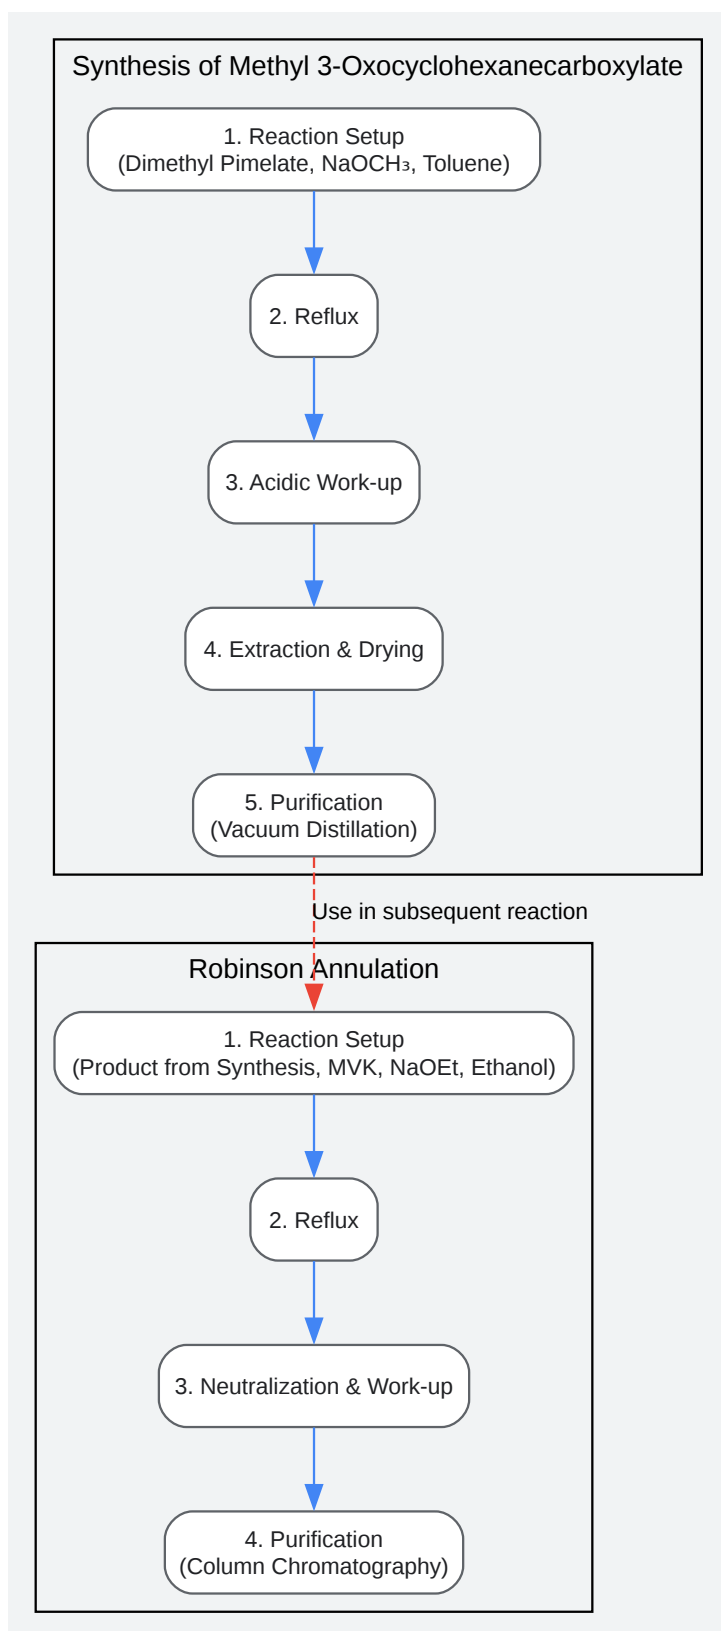 Synthesis of Methyl 3-Oxocyclohexanecarboxylate
1. Reaction Setup
(Dimethyl Pimelate, NaOCH₃, Toluene)
2. Reflux
3. Acidic Work-up
4. Extraction & Drying
5. Purification
(Vacuum Distillation)
Use in subsequent reaction
Robinson Annulation
1. Reaction Setup
(Product from Synthesis, MVK, NaOEt, Ethanol)
2. Reflux
3. Neutralization & Work-up
4. Purification
(Column Chromatography)